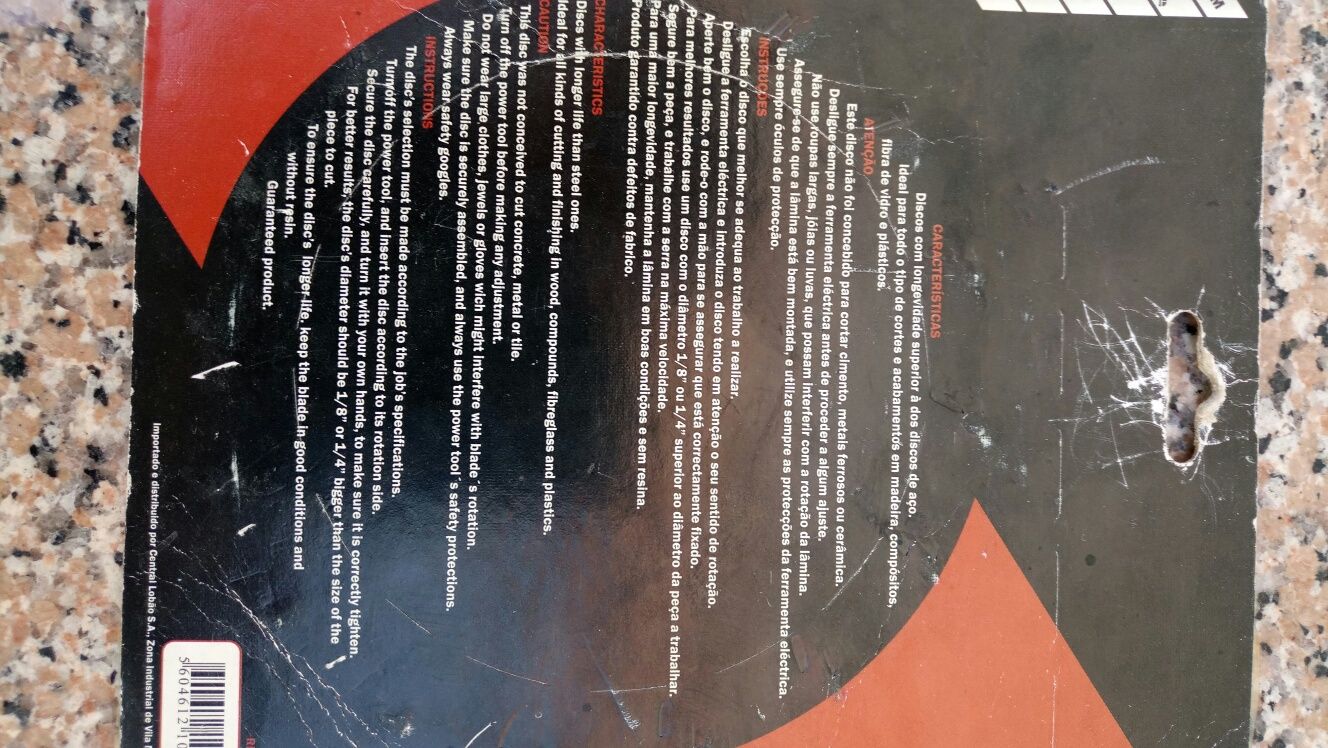 CARACTERÍSTICAS
Discos com longevidade superior à dos discos de aço.
Ideal para todo o tipo de cortes e acabamentos em madeira, compósitos,
fibra de vidro e plásticos.
ATENÇÃO
Este disco não foi concebido para cortar cimento, metais ferrosos ou cerâmica.
Desligue sempre a ferramenta eléctrica antes de proceder a algum ajuste.
Não use roupas largas, jóias ou luvas, que possam interferir com a rotação da lâmina.
Assegure-se de que a lâmina está bem montada, e utilize sempre as protecções da ferramenta eléctrica.
Use sempre óculos de protecção.
INSTRUÇÕES
Escolha o disco que melhor se adequa ao trabalho a realizar.
Desligue a ferramenta eléctrica e introduza o disco tendo em atenção o seu sentido de rotação.
Aperte bem o disco, e rode-o com a mão para se assegurar que está correctamente fixado.
Para melhores resultados use um disco com o diâmetro 1/8” ou 1/4” superior ao diâmetro da peça a trabalhar.
Segure bem a peça, e trabalhe com a serra na máxima velocidade.
Para uma maior longevidade, mantenha a lâmina em boas condições e sem resina.
Produto garantido contra defeitos de fabrico.
CHARACTERISTICS
Discs with longer life than steel ones.
Ideal for all kinds of cutting and finishing in wood, compounds, fibreglass and plastics.
CAUTION
This disc was not conceived to cut concrete, metal or tile.
Turn off the power tool before making any adjustment.
Do not wear large clothes, jewels or gloves wich might interfere with blade´s rotation.
Make sure the disc is securely assembled, and always use the power tool´s safety protections.
Always wear safety googles.
INSTRUCTIONS
The disc’s selection must be made according to the job’s specifications.
Turn off the power tool, and insert the disc according to its rotation side.
Secure the disc carefully, and turn it with your own hands, to make sure it is correctly tighten.
For better results, the disc’s diameter should be 1/8” or 1/4” bigger than the size of the
piece to cut.
To ensure the disc’s longer life, keep the blade in good conditions and
without resin.
Guaranteed product.
Importado e distribuído por Central Lobão S.A., Zona Industrial de Vila
5 604612 10